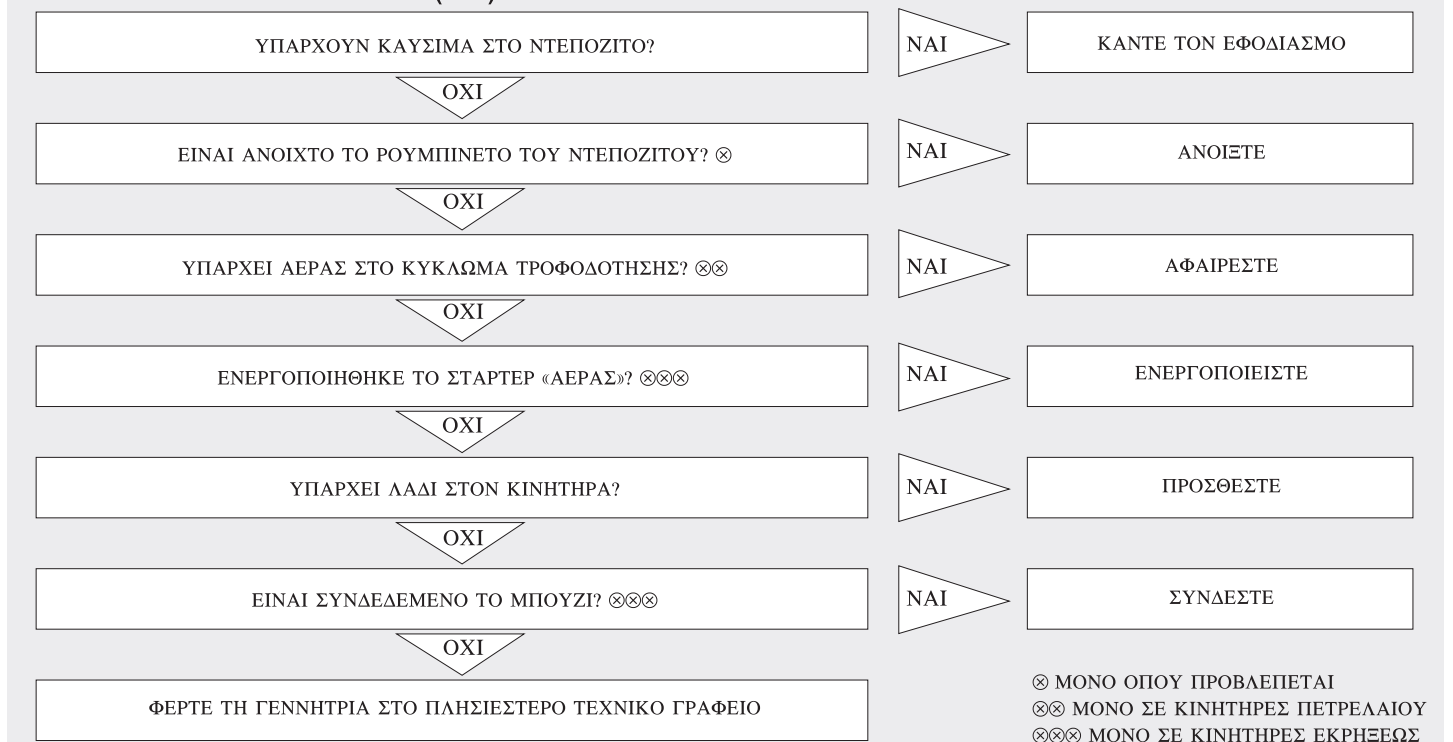 ΥΠΑΡΧΟΥΝ ΚΑΥΣΙΜΑ ΣΤΟ ΝΤΕΠΟΖΙΤΟ?
ΝΑΙ
ΚΑΝΤΕ ΤΟΝ ΕΦΟΔΙΑΣΜΟ
ΟΧΙ
ΕΙΝΑΙ ΑΝΟΙΧΤΟ ΤΟ ΡΟΥΜΠΙΝΕΤΟ ΤΟΥ ΝΤΕΠΟΖΙΤΟΥ? ⊗
ΝΑΙ
ΑΝΟΙΞΤΕ
ΟΧΙ
ΥΠΑΡΧΕΙ ΑΕΡΑΣ ΣΤΟ ΚΥΚΛΩΜΑ ΤΡΟΦΟΔΟΤΗΣΗΣ? ⊗⊗
ΝΑΙ
ΑΦΑΙΡΕΣΤΕ
ΟΧΙ
ΕΝΕΡΓΟΠΟΙΗΘΗΚΕ ΤΟ ΣΤΑΡΤΕΡ «ΑΕΡΑΣ»? ⊗⊗⊗
ΝΑΙ
ΕΝΕΡΓΟΠΟΙΕΙΣΤΕ
ΟΧΙ
ΥΠΑΡΧΕΙ ΛΑΔΙ ΣΤΟΝ ΚΙΝΗΤΗΡΑ?
ΝΑΙ
ΠΡΟΣΘΕΣΤΕ
ΟΧΙ
ΕΙΝΑΙ ΣΥΝΔΕΔΕΜΕΝΟ ΤΟ ΜΠΟΥΖΙ? ⊗⊗⊗
ΝΑΙ
ΣΥΝΔΕΣΤΕ
ΟΧΙ
ΦΕΡΤΕ ΤΗ ΓΕΝΝΗΤΡΙΑ ΣΤΟ ΠΛΗΣΙΕΣΤΕΡΟ ΤΕΧΝΙΚΟ ΓΡΑΦΕΙΟ
⊗ ΜΟΝΟ ΟΠΟΥ ΠΡΟΒΛΕΠΕΤΑΙ
⊗⊗ ΜΟΝΟ ΣΕ ΚΙΝΗΤΗΡΕΣ ΠΕΤΡΕΛΑΙΟΥ
⊗⊗⊗ ΜΟΝΟ ΣΕ ΚΙΝΗΤΗΡΕΣ ΕΚΡΗΞΕΩΣ